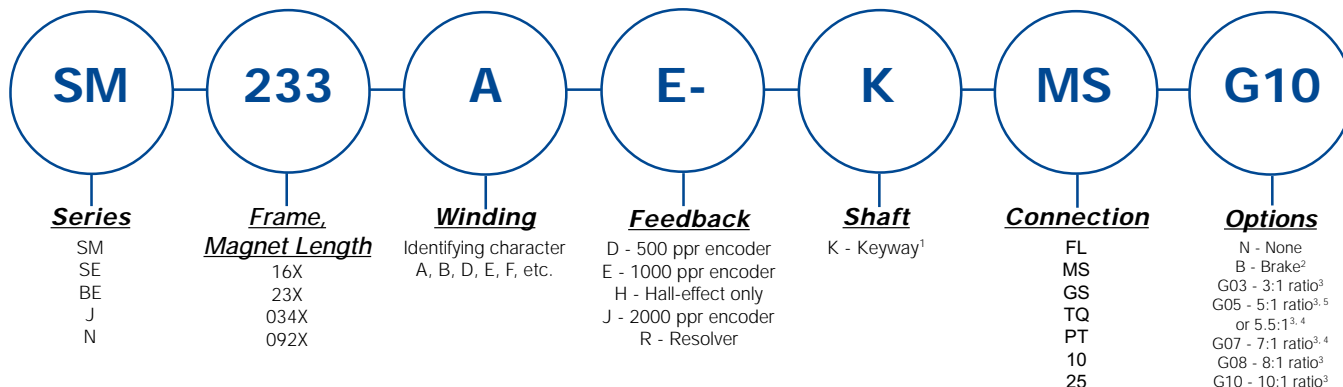 SM 233 A E- K MS G10
Series
SM
SE
BE
J
N
Frame,
Magnet Length
16X
23X
034X
092X
Winding
Identifying character
A, B, D, E, F, etc.
Feedback
D - 500 ppr encoder
E - 1000 ppr encoder
H - Hall-effect only
J - 2000 ppr encoder
R - Resolver
Shaft
K - Keyway¹
Connection
FL
MS
GS
TQ
PT
10
25
Options
N - None
B - Brake²
G03 - 3:1 ratio³
G05 - 5:1 ratio³, ⁵
or 5.5:1³, ⁴
G07 - 7:1 ratio³, ⁴
G08 - 8:1 ratio³
G10 - 10:1 ratio³